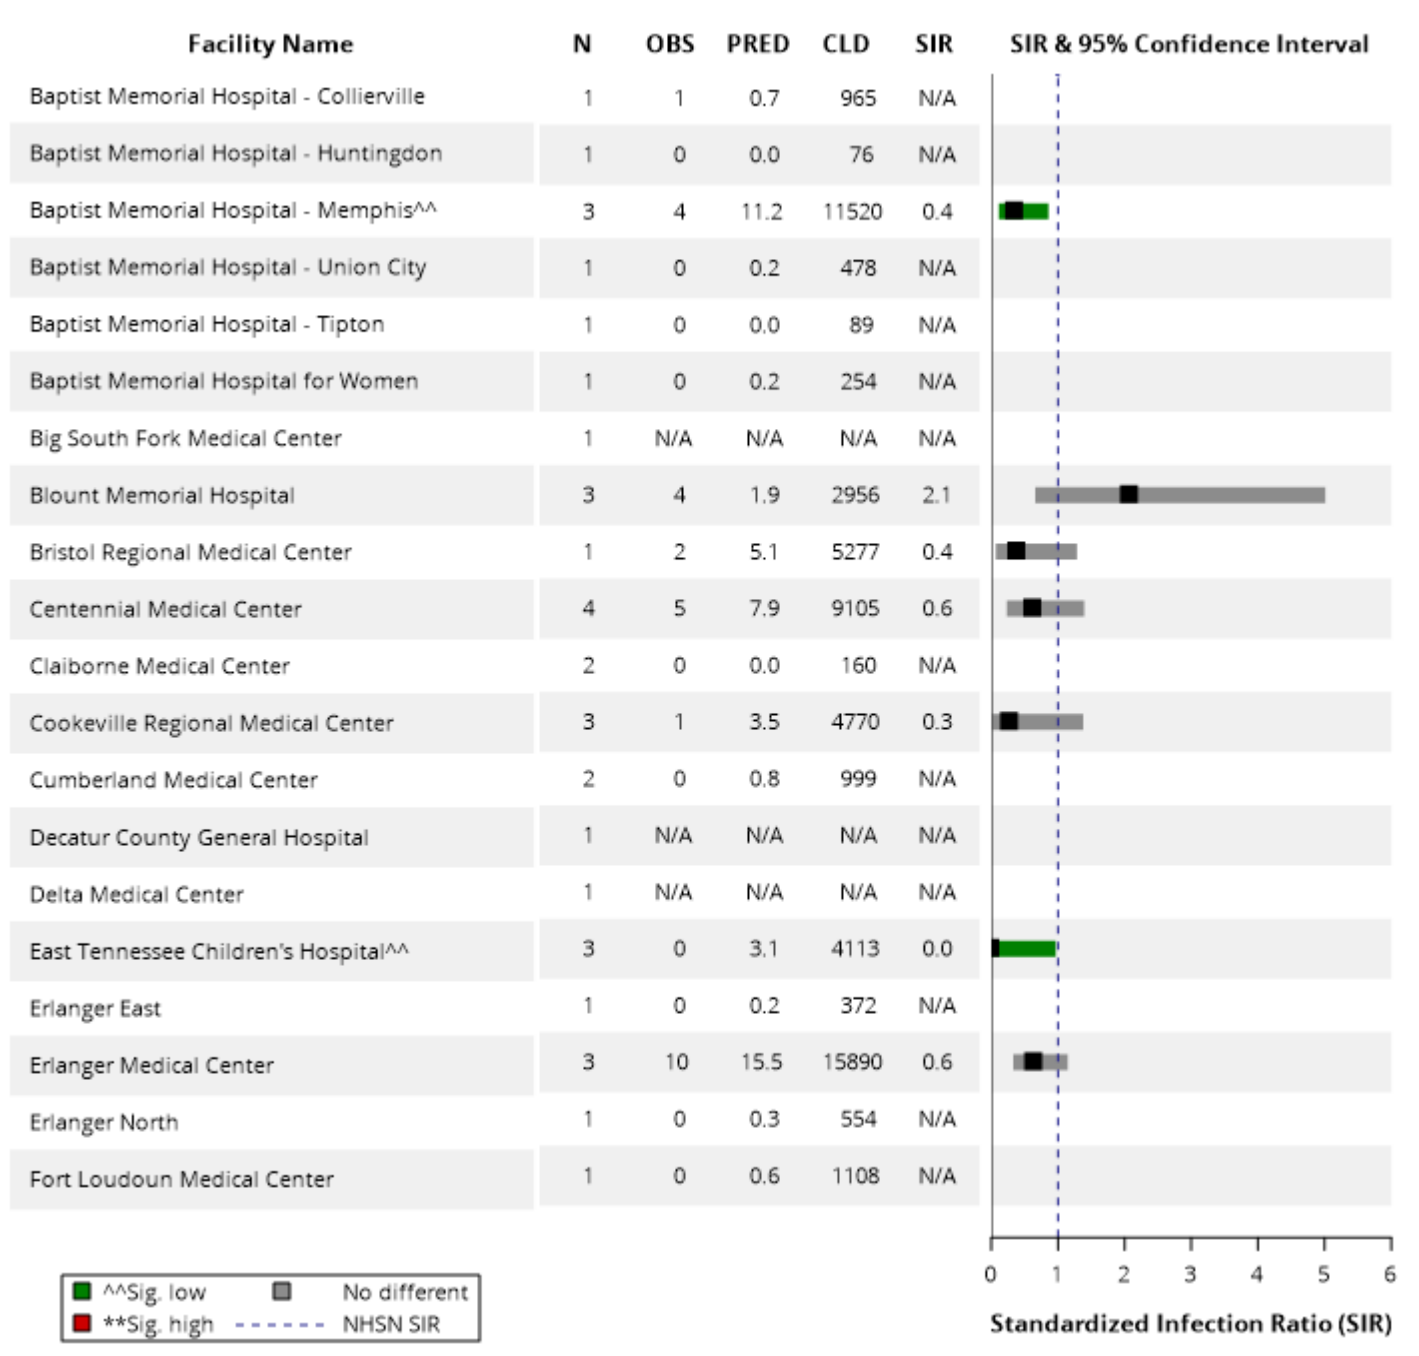 Facility Name N OBS PRED CLD SIR SIR & 95% Confidence Interval
Baptist Memorial Hospital - Collierville 1 1 0.7 965 N/A
Baptist Memorial Hospital - Huntingdon 1 0 0.0 76 N/A
Baptist Memorial Hospital - Memphis^^ 3 4 11.2 11520 0.4
Baptist Memorial Hospital - Union City 1 0 0.2 478 N/A
Baptist Memorial Hospital - Tipton 1 0 0.0 89 N/A
Baptist Memorial Hospital for Women 1 0 0.2 254 N/A
Big South Fork Medical Center 1 N/A N/A N/A N/A
Blount Memorial Hospital 3 4 1.9 2956 2.1
Bristol Regional Medical Center 1 2 5.1 5277 0.4
Centennial Medical Center 4 5 7.9 9105 0.6
Claiborne Medical Center 2 0 0.0 160 N/A
Cookeville Regional Medical Center 3 1 3.5 4770 0.3
Cumberland Medical Center 2 0 0.8 999 N/A
Decatur County General Hospital 1 N/A N/A N/A N/A
Delta Medical Center 1 N/A N/A N/A N/A
East Tennessee Children's Hospital^^ 3 0 3.1 4113 0.0
Erlanger East 1 0 0.2 372 N/A
Erlanger Medical Center 3 10 15.5 15890 0.6
Erlanger North 1 0 0.3 554 N/A
Fort Loudoun Medical Center 1 0 0.6 1108 N/A
0 1 2 3 4 5 6
Standardized Infection Ratio (SIR)
^^Sig. low No different
**Sig. high NHSN SIR